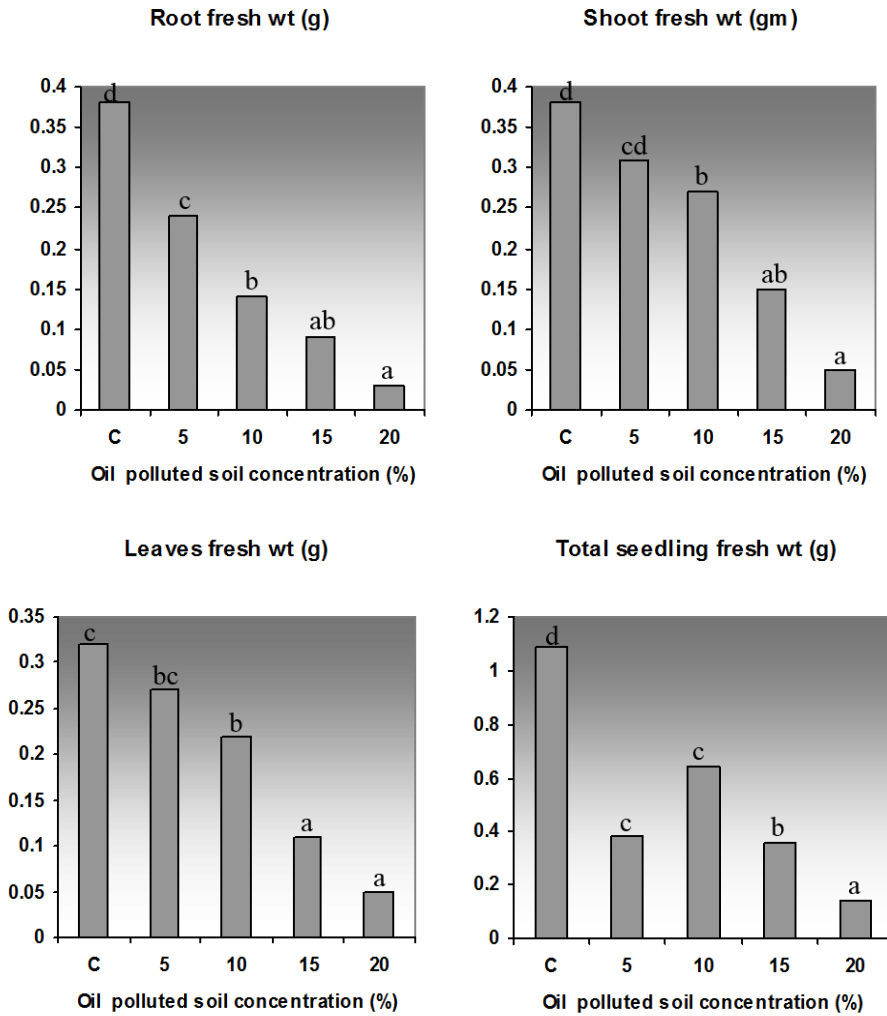 Root fresh wt (g)
0.4
0.35
0.3
0.25
0.2
0.15
0.1
0.05
0
d
c
b
ab
a
C 5 10 15 20
Oil polluted soil concentration (%)
Shoot fresh wt (gm)
0.4
0.35
0.3
0.25
0.2
0.15
0.1
0.05
0
d
cd
b
ab
a
C 5 10 15 20
Oil polluted soil concentration (%)
Leaves fresh wt (g)
0.35
0.3
0.25
0.2
0.15
0.1
0.05
0
c
bc
b
a
a
C 5 10 15 20
Oil polluted soil concentration (%)
Total seedling fresh wt (g)
1.2
1
0.8
0.6
0.4
0.2
0
d
c
c
b
a
C 5 10 15 20
Oil polluted soil concentration (%)